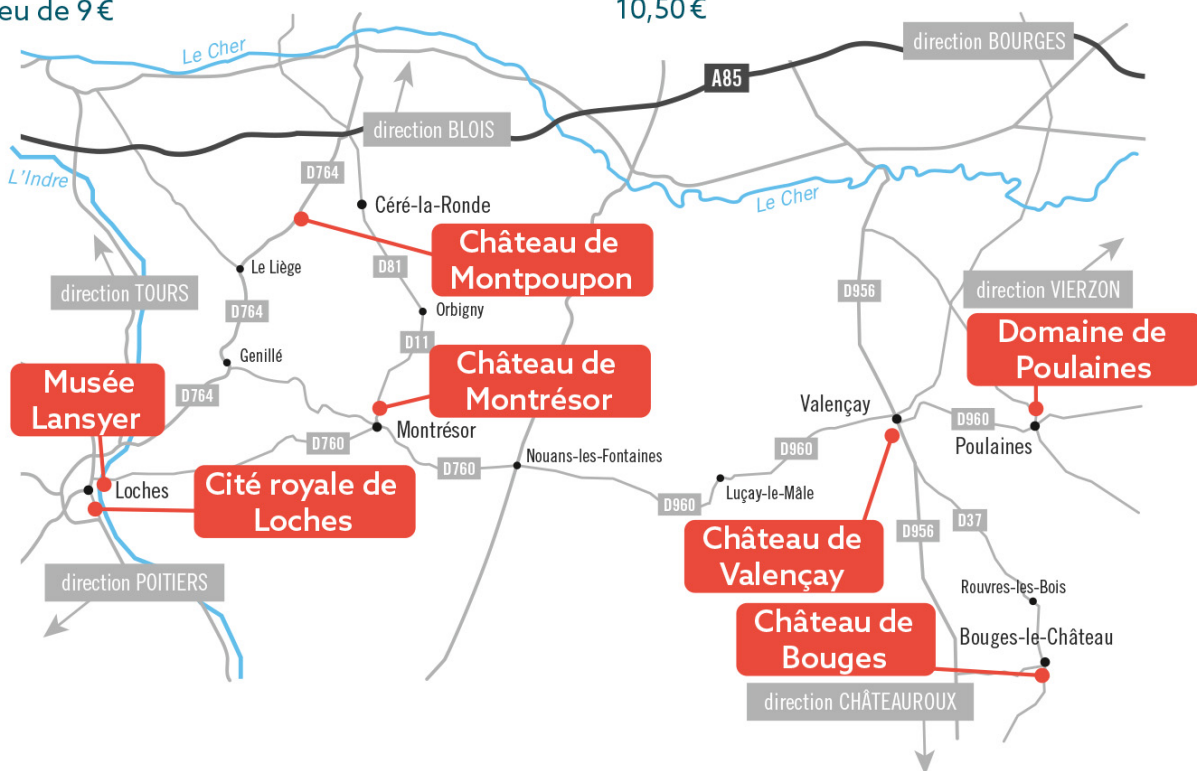 eu de 9 €
10,50 €
Le Cher
direction BOURGES
A85
direction BLOIS
L'Indre
D764
Céré-la-Ronde
Le Cher
Château de
Montpoupon
D81
Le Liège
direction TOURS
D956
direction VIERZON
D764
Orbigny
D11
Domaine de
Poulaines
Genillé
Château de
Montrésor
Musée
Lansyer
D764
Valençay
D960
Montrésor
D760
Poulaines
D760
Nouans-les-Fontaines
D960
Loches
Cité royale de
Loches
Luçay-le-Mâle
D960
D37
D956
Château de
Valençay
direction POITIERS
Rouvres-les-Bois
Château de
Bouges
Bouges-le-Château
direction CHÂTEAUROUX